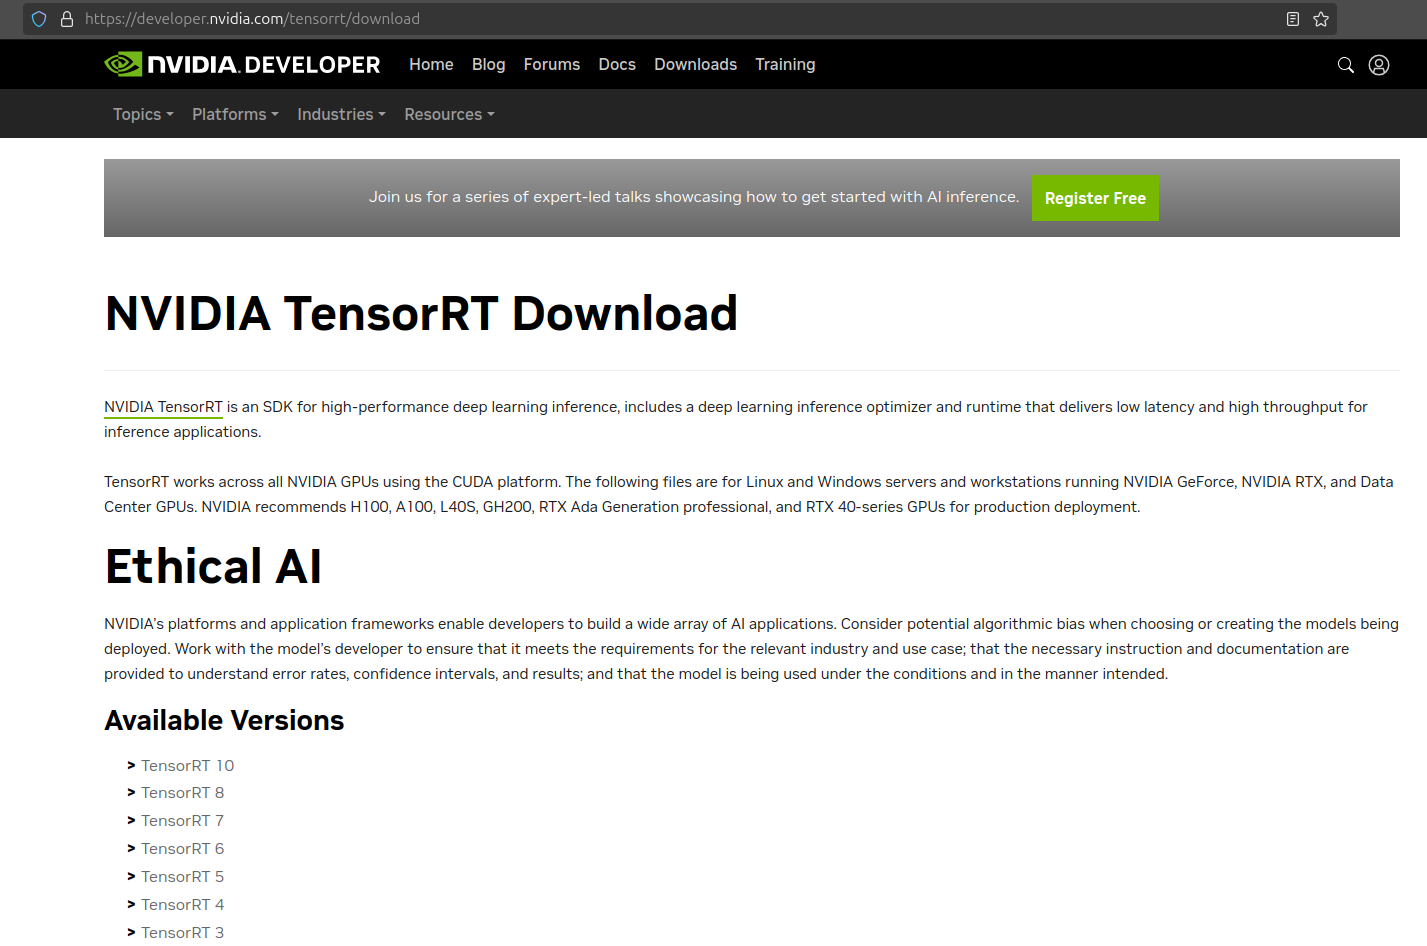 https://developer.nvidia.com/tensorrt/download
NVIDIA. DEVELOPER Home Blog Forums Docs Downloads Training
Topics Platforms Industries Resources
Join us for a series of expert-led talks showcasing how to get started with AI inference. Register Free
NVIDIA TensorRT Download
NVIDIA TensorRT is an SDK for high-performance deep learning inference, includes a deep learning inference optimizer and runtime that delivers low latency and high throughput for
inference applications.
TensorRT works across all NVIDIA GPUs using the CUDA platform. The following files are for Linux and Windows servers and workstations running NVIDIA GeForce, NVIDIA RTX, and Data
Center GPUs. NVIDIA recommends H100, A100, L40S, GH200, RTX Ada Generation professional, and RTX 40-series GPUs for production deployment.
Ethical AI
NVIDIA’s platforms and application frameworks enable developers to build a wide array of AI applications. Consider potential algorithmic bias when choosing or creating the models being
deployed. Work with the model’s developer to ensure that it meets the requirements for the relevant industry and use case; that the necessary instruction and documentation are
provided to understand error rates, confidence intervals, and results; and that the model is being used under the conditions and in the manner intended.
Available Versions
> TensorRT 10
> TensorRT 8
> TensorRT 7
> TensorRT 6
> TensorRT 5
> TensorRT 4
> TensorRT 3